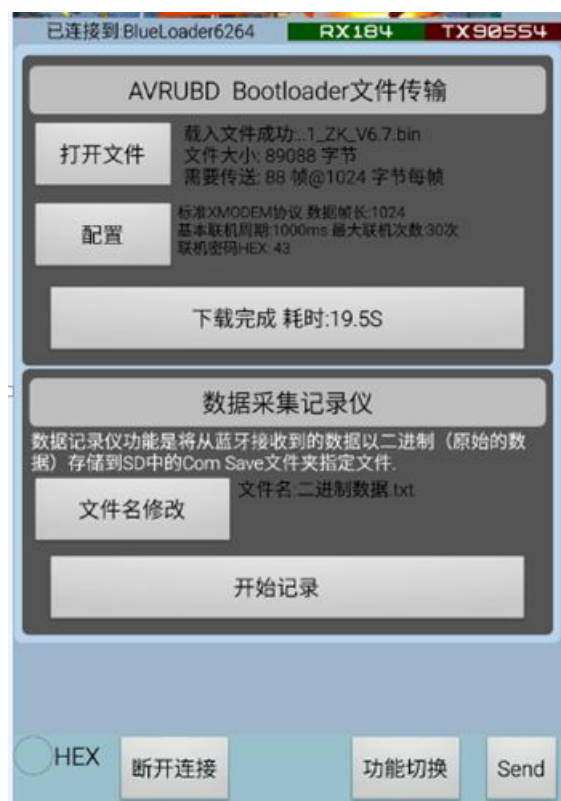 已连接到:BlueLoader6264 RX184 TX90554
AVRUBD Bootloader文件传输
打开文件
载入文件成功:..1_ZK_V6.7.bin
文件大小: 89088 字节
需要传送: 88 帧@1024 字节每帧
配置
标准XMODEM协议 数据帧长:1024
基本联机周期:1000ms 最大联机次数:30次
联机密码HEX: 43
下载完成 耗时:19.5S
数据采集记录仪
数据记录仪功能是将从蓝牙接收到的数据以二进制（原始的数
据）存储到SD中的Com Save文件夹指定文件.
文件名修改
文件名:二进制数据.txt
开始记录
HEX 断开连接 功能切换 Send